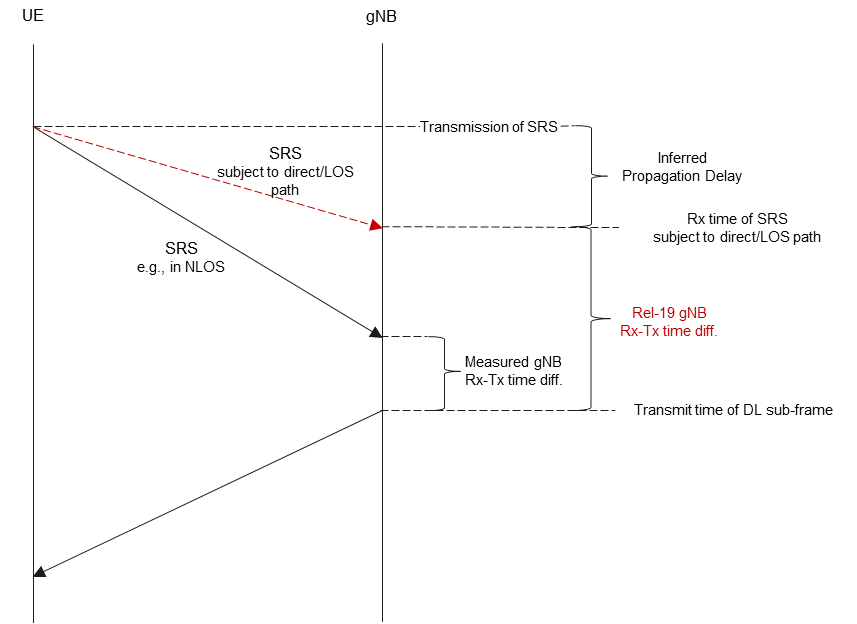 UE
gNB
Transmission of SRS
SRS
subject to direct/LOS
path
Inferred
Propagation Delay
Rx time of SRS
subject to direct/LOS path
SRS
e.g., in NLOS
Rel-19 gNB
Rx-Tx time diff.
Measured gNB
Rx-Tx time diff.
Transmit time of DL sub-frame